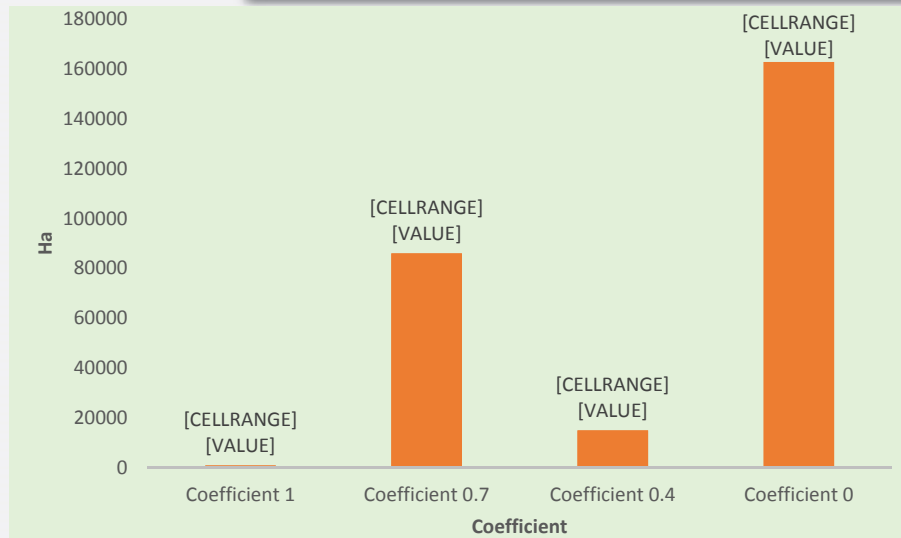 180000
160000
140000
120000
100000
80000
60000
40000
20000
0
Ha
[CELLRANGE]
[VALUE]
[CELLRANGE]
[VALUE]
[CELLRANGE]
[VALUE]
[CELLRANGE]
[VALUE]
Coefficient 1
Coefficient 0.7
Coefficient 0.4
Coefficient 0
Coefficient